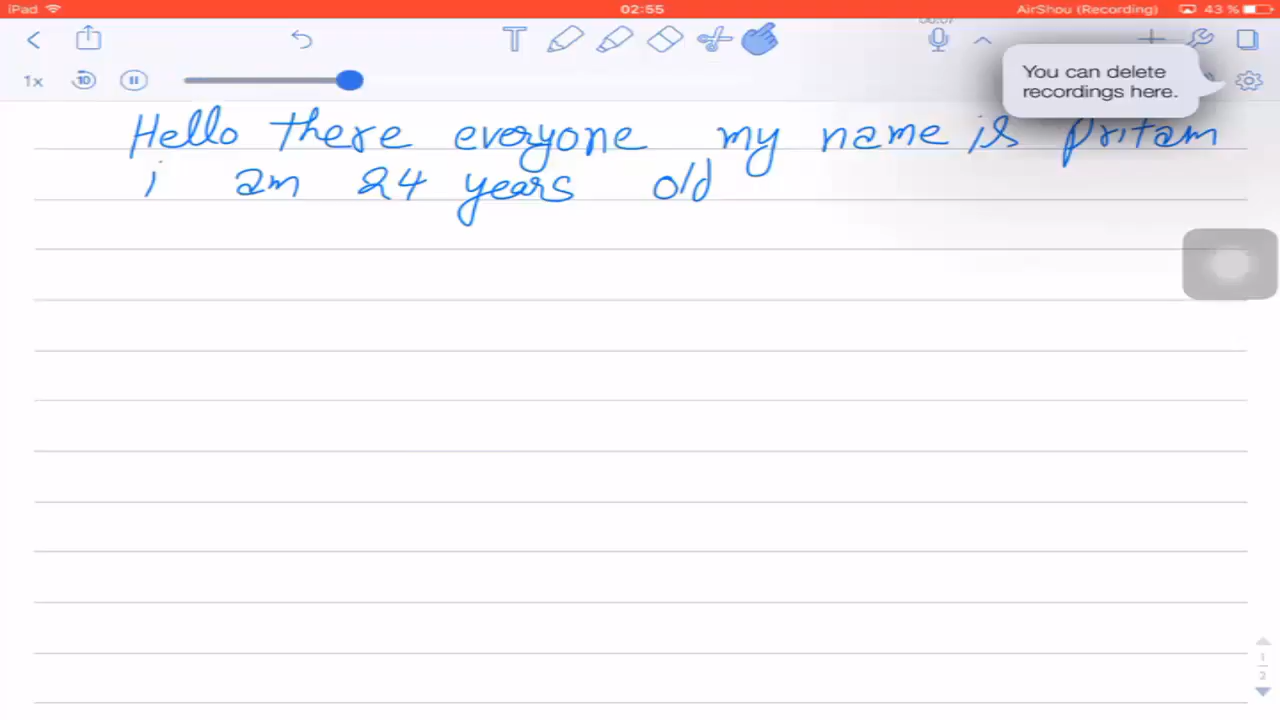 iPad 02:55 AirShou (Recording) 43 %
1x 10
You can delete
recordings here.
Hello there everyone my name is pritam
i am 24 years old
1
2